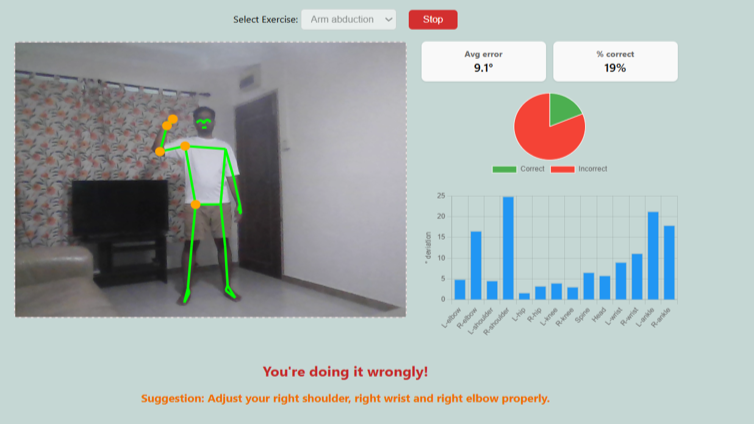 Select Exercise: Arm abduction Stop
Avg error
9.1°
% correct
19%
Correct Incorrect
25
20
15
10
5
0
° deviation
L-elbow
R-elbow
L-shoulder
R-shoulder
L-hip
R-hip
L-knee
R-knee
Spine
Head
L-wrist
R-wrist
L-ankle
R-ankle
You're doing it wrongly!
Suggestion: Adjust your right shoulder, right wrist and right elbow properly.